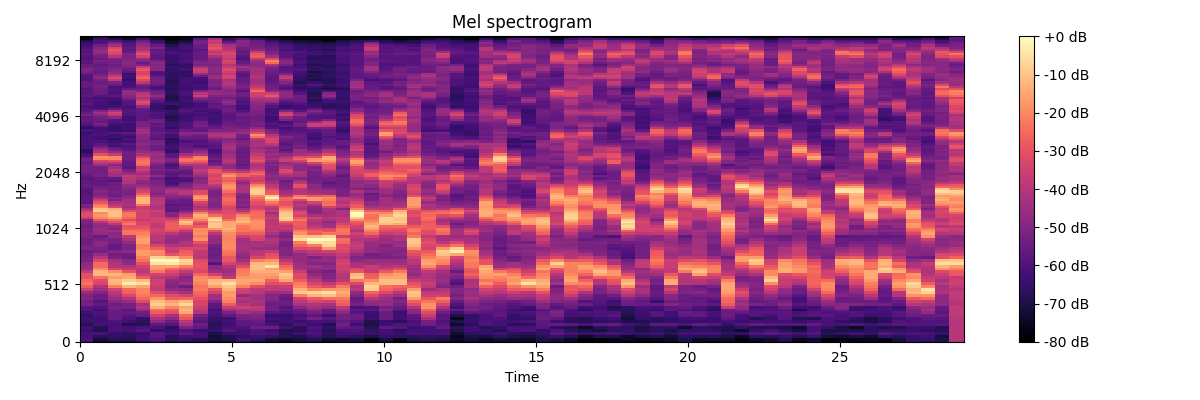 Mel spectrogram
8192
4096
2048
1024
512
0
Hz
0 5 10 15 20 25
Time
+0 dB
-10 dB
-20 dB
-30 dB
-40 dB
-50 dB
-60 dB
-70 dB
-80 dB